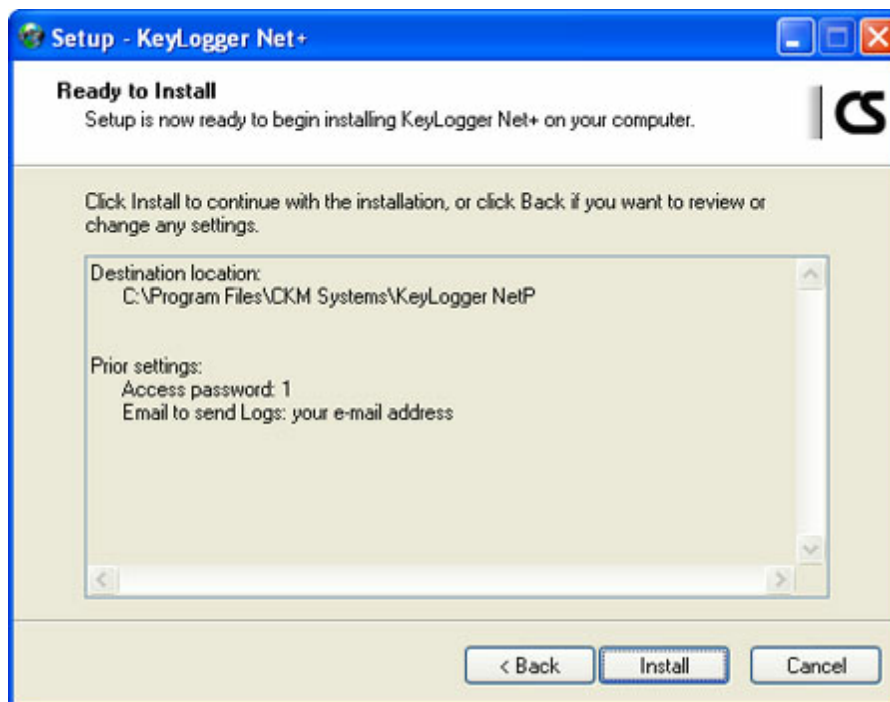 Setup - KeyLogger Net+
Ready to Install
Setup is now ready to begin installing KeyLogger Net+ on your computer.
CS
Click Install to continue with the installation, or click Back if you want to review or
change any settings.
Destination location:
C:\Program Files\CKM Systems\KeyLogger NetP
Prior settings:
Access password: 1
Email to send Logs: your e-mail address
< Back
Install
Cancel